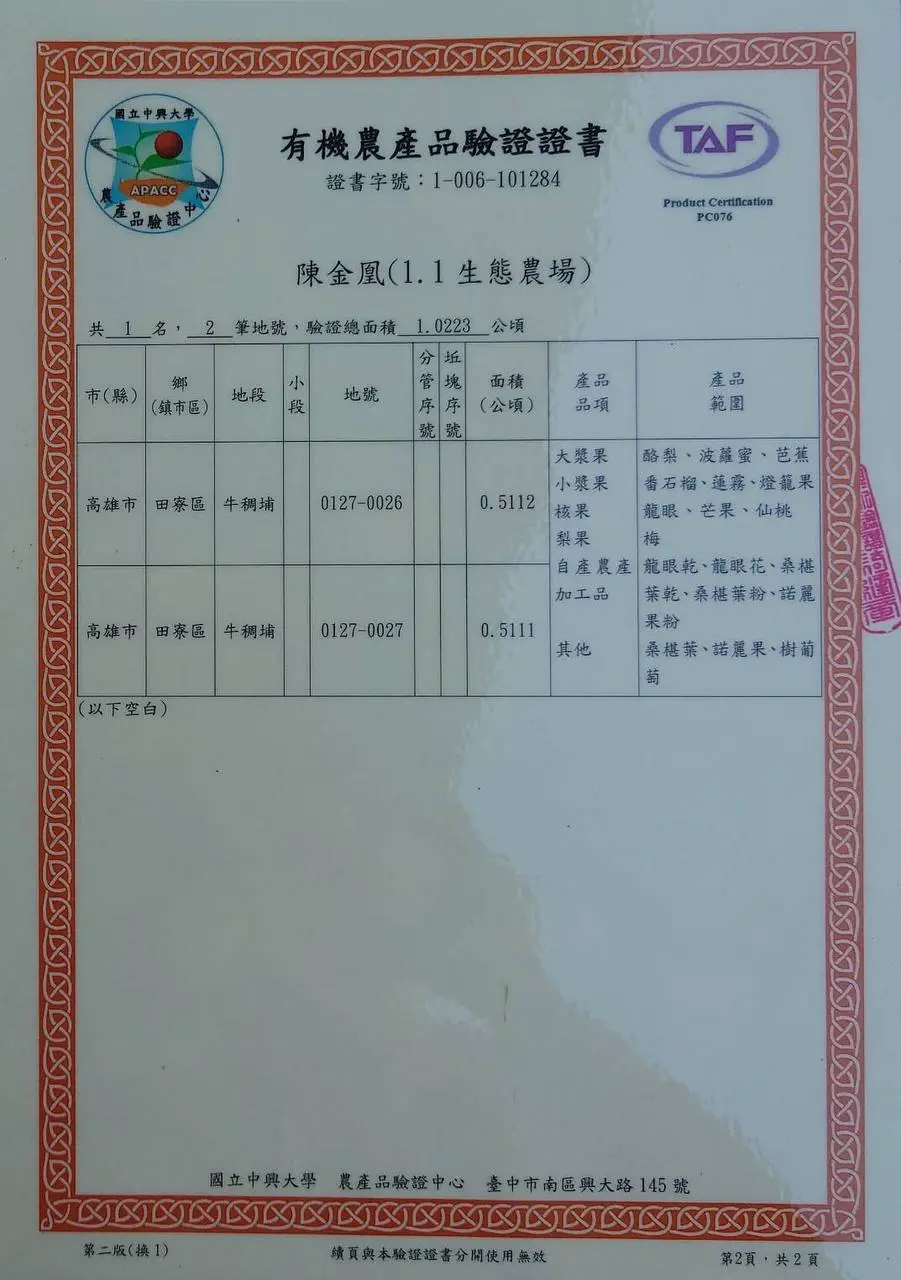 國立中興大學
APACC
農產品驗證中心
有機農產品驗證證書
證書字號：1-006-101284
TAF
Product Certification
PC076
陳金凰(1.1 生態農場)
共 1 名，2 筆地號，驗證總面積 1.0223 公頃
市(縣) 鄉(鎮市區) 地段 小段 地號 分管序號 坵塊序號 面積(公頃) 產品品項 產品範圍
高雄市 田寮區 牛稠埔 0127-0026 0.5112
高雄市 田寮區 牛稠埔 0127-0027 0.5111
大漿果 酪梨、波蘿蜜、芭蕉
小漿果 番石榴、蓮霧、燈籠果
核果 龍眼、芒果、仙桃
梨果 梅
自產農產 龍眼乾、龍眼花、桑椹
加工品 葉乾、桑椹葉粉、諾麗
果粉
其他 桑椹葉、諾麗果、樹葡
萄
(以下空白)
國立中興大學 農產品驗證中心 臺中市南區興大路 145 號
第二版(換 1)
續頁與本驗證證書分開使用無效
第2頁，共 2 頁